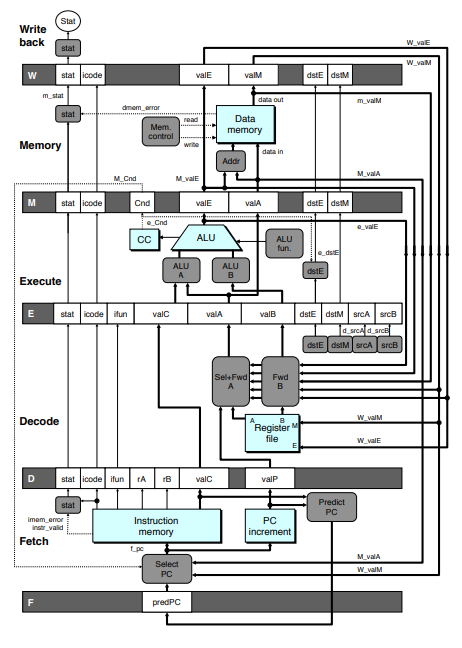 Stat
Write
back
stat
W_valE
W_valM
W
stat
icode
valE
valM
dstE
dstM
m_stat
data out
m_valM
dmem_error
stat
read
write
Mem.
control
Data
memory
Memory
data in
Addr
M_Cnd
M_valE
M_valA
M
stat
icode
Cnd
valE
valA
dstE
dstM
e_Cnd
e_valE
CC
ALU
ALU
fun.
e_dstE
ALU
A
ALU
B
dstE
Execute
E
stat
icode
ifun
valC
valA
valB
dstE
dstM
srcA
srcB
d_srcA
d_srcB
dstE
dstM
srcA
srcB
Sel+Fwd
A
Fwd
B
Decode
A
B
M
Register
file
E
W_valM
W_valE
D
stat
icode
ifun
rA
rB
valC
valP
stat
Predict
PC
imem_error
instr_valid
Instruction
memory
PC
increment
Fetch
f_pc
Select
PC
M_valA
W_valM
F
predPC